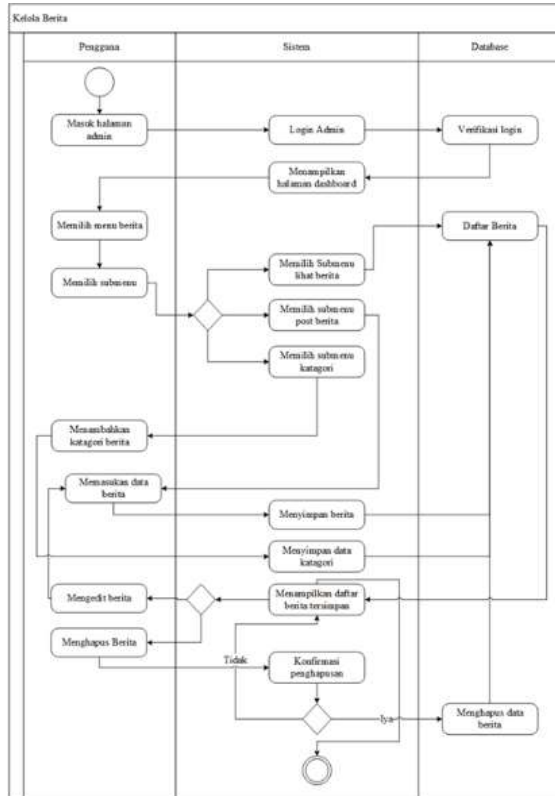 Kelola Berita
Pengguna
Sistem
Database
Masuk halaman
admin
Login Admin
Verifikasi login
Menampilkan
halaman dashboard
Memilih menu berita
Daftar Berita
Memilih submenu
Memilih Submenu
lihat berita
Memilih submenu
post berita
Memilih submenu
katagori
Menambahkan
katagori berita
Memasukan data
berita
Menyimpan berita
Menyimpan data
katagori
Mengedit berita
Menampilkan daftar
berita tersimpan
Menghapus Berita
Tidak
Konfirmasi
penghapusan
Iya
Menghapus data
berita